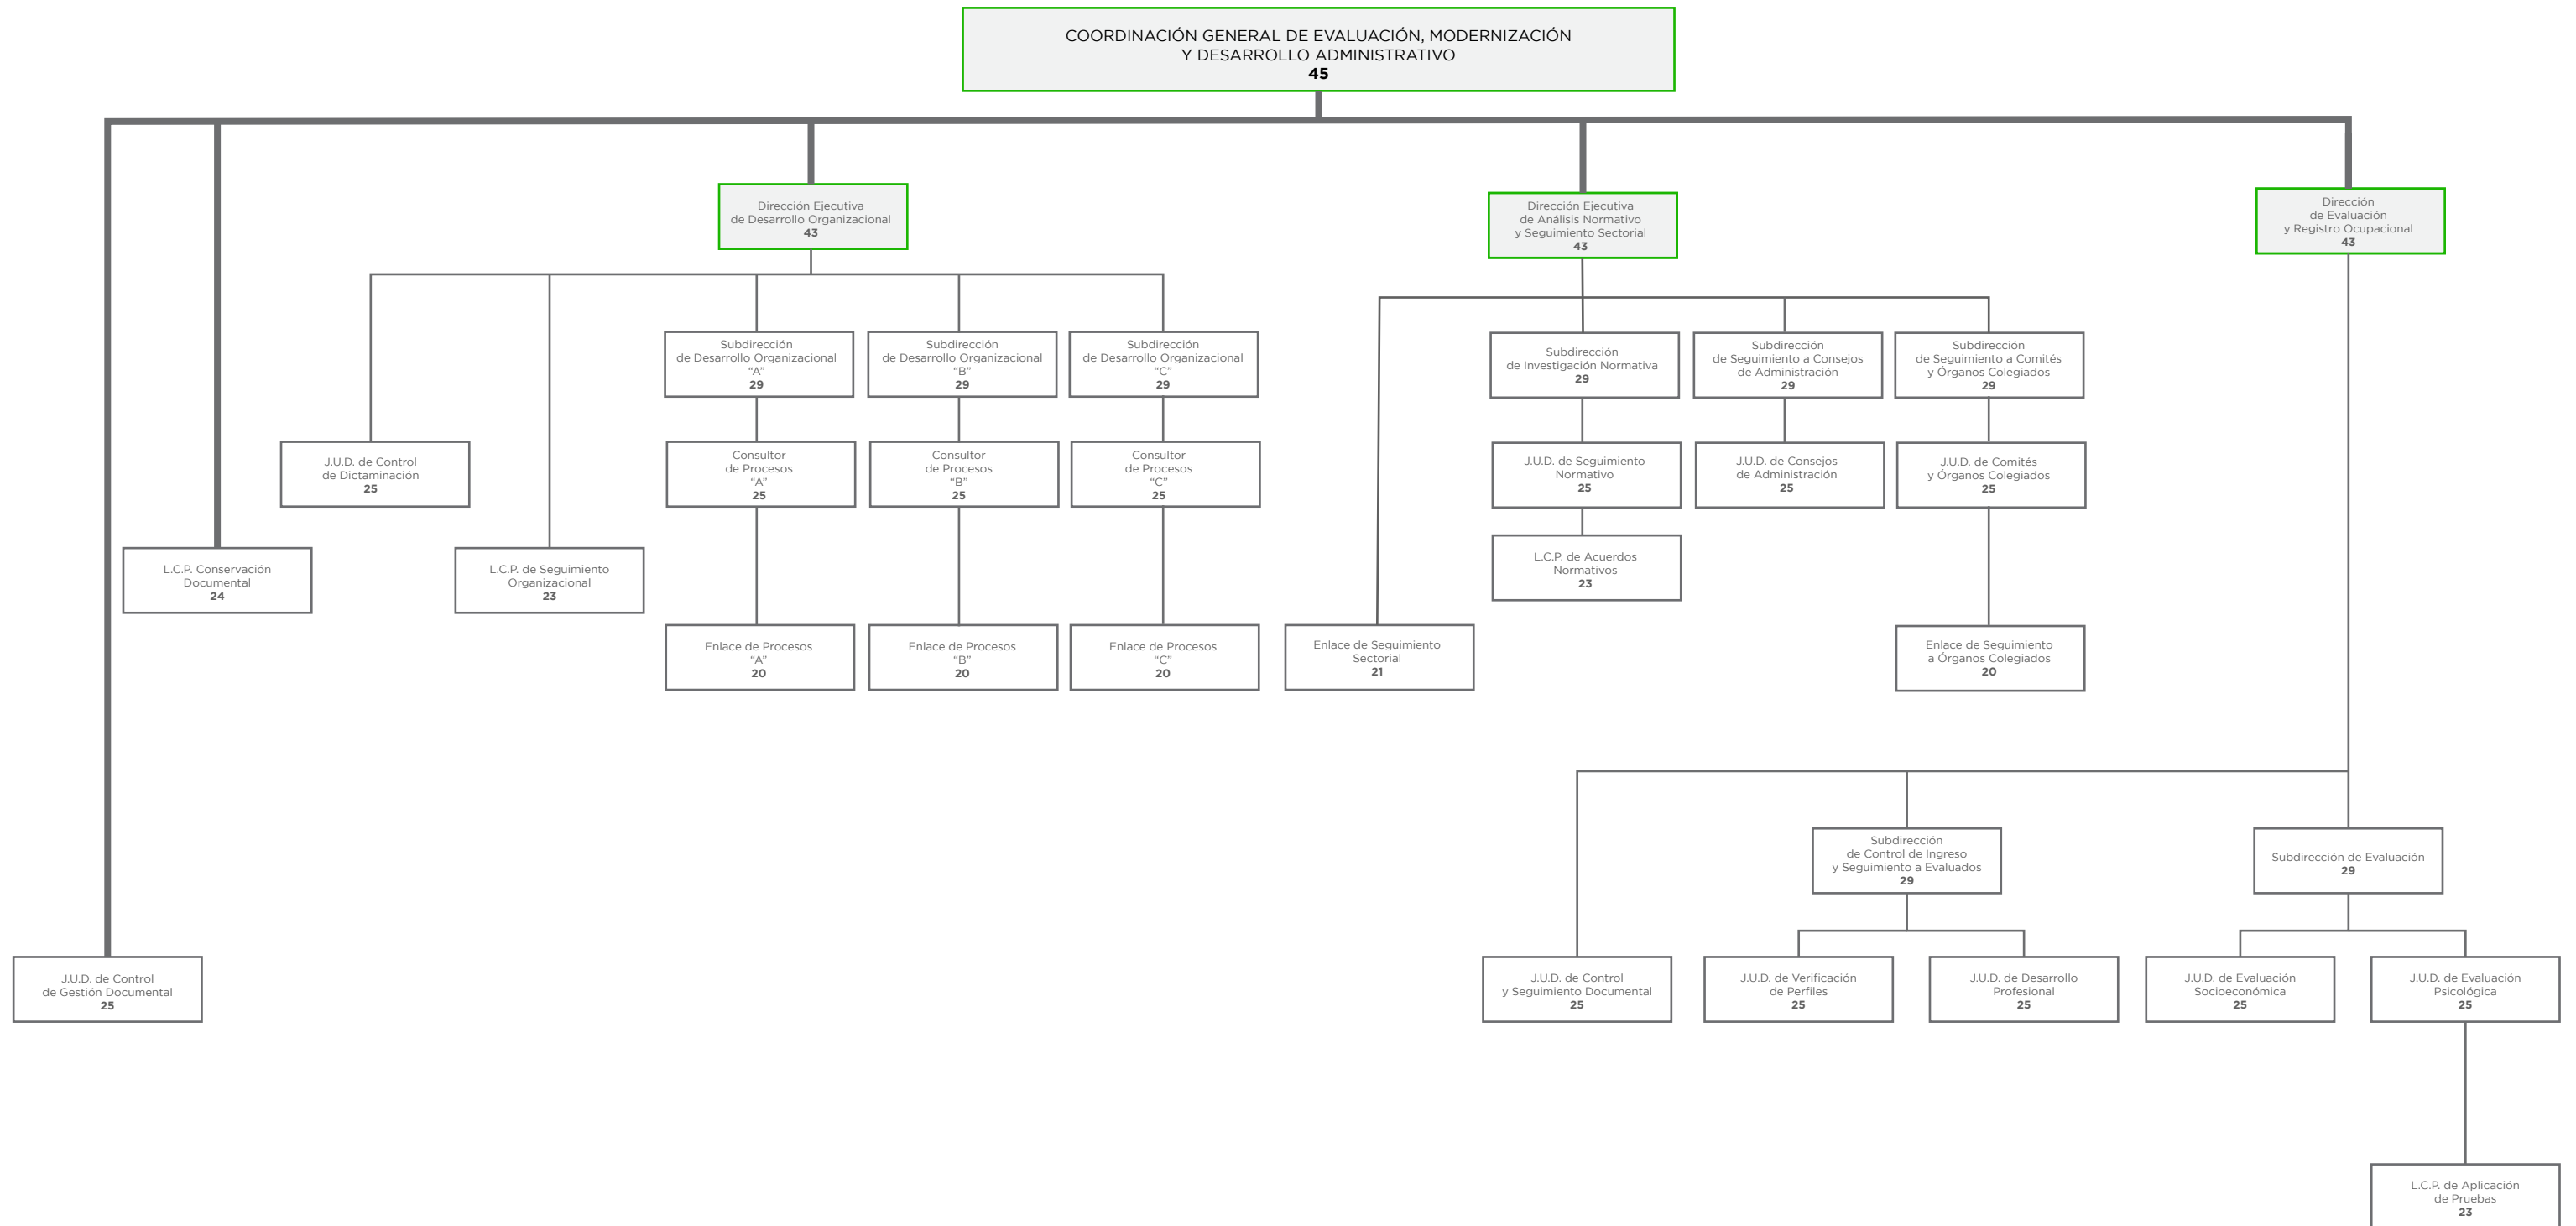 COORDINACIÓN GENERAL DE EVALUACIÓN, MODERNIZACIÓN
Y DESARROLLO ADMINISTRATIVO
45
Dirección Ejecutiva
de Desarrollo Organizacional
43
Dirección Ejecutiva
de Análisis Normativo
y Seguimiento Sectorial
43
Dirección
de Evaluación
y Registro Ocupacional
43
Subdirección
de Desarrollo Organizacional
“A”
29
Subdirección
de Desarrollo Organizacional
“B”
29
Subdirección
de Desarrollo Organizacional
“C”
29
Subdirección
de Investigación Normativa
29
Subdirección
de Seguimiento a Consejos
de Administración
29
Subdirección
de Seguimiento a Comités
y Órganos Colegiados
29
J.U.D. de Control
de Dictaminación
25
Consultor
de Procesos
“A”
25
Consultor
de Procesos
“B”
25
Consultor
de Procesos
“C”
25
J.U.D. de Seguimiento
Normativo
25
J.U.D. de Consejos
de Administración
25
J.U.D. de Comités
y Órganos Colegiados
25
L.C.P. Conservación
Documental
24
L.C.P. de Seguimiento
Organizacional
23
L.C.P. de Acuerdos
Normativos
23
Enlace de Procesos
“A”
20
Enlace de Procesos
“B”
20
Enlace de Procesos
“C”
20
Enlace de Seguimiento
Sectorial
21
Enlace de Seguimiento
a Órganos Colegiados
20
Subdirección
de Control de Ingreso
y Seguimiento a Evaluados
29
Subdirección de Evaluación
29
J.U.D. de Control
de Gestión Documental
25
J.U.D. de Control
y Seguimiento Documental
25
J.U.D. de Verificación
de Perfiles
25
J.U.D. de Desarrollo
Profesional
25
J.U.D. de Evaluación
Socioeconómica
25
J.U.D. de Evaluación
Psicológica
25
L.C.P. de Aplicación
de Pruebas
23